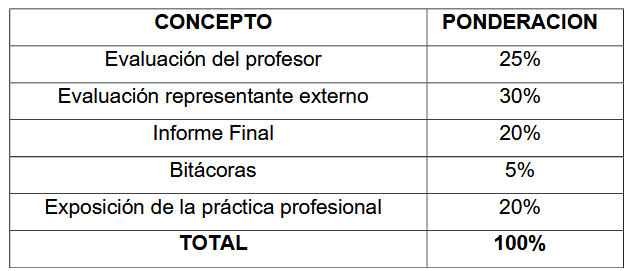 CONCEPTO PONDERACION
Evaluación del profesor 25%
Evaluación representante externo 30%
Informe Final 20%
Bitácoras 5%
Exposición de la práctica profesional 20%
TOTAL 100%